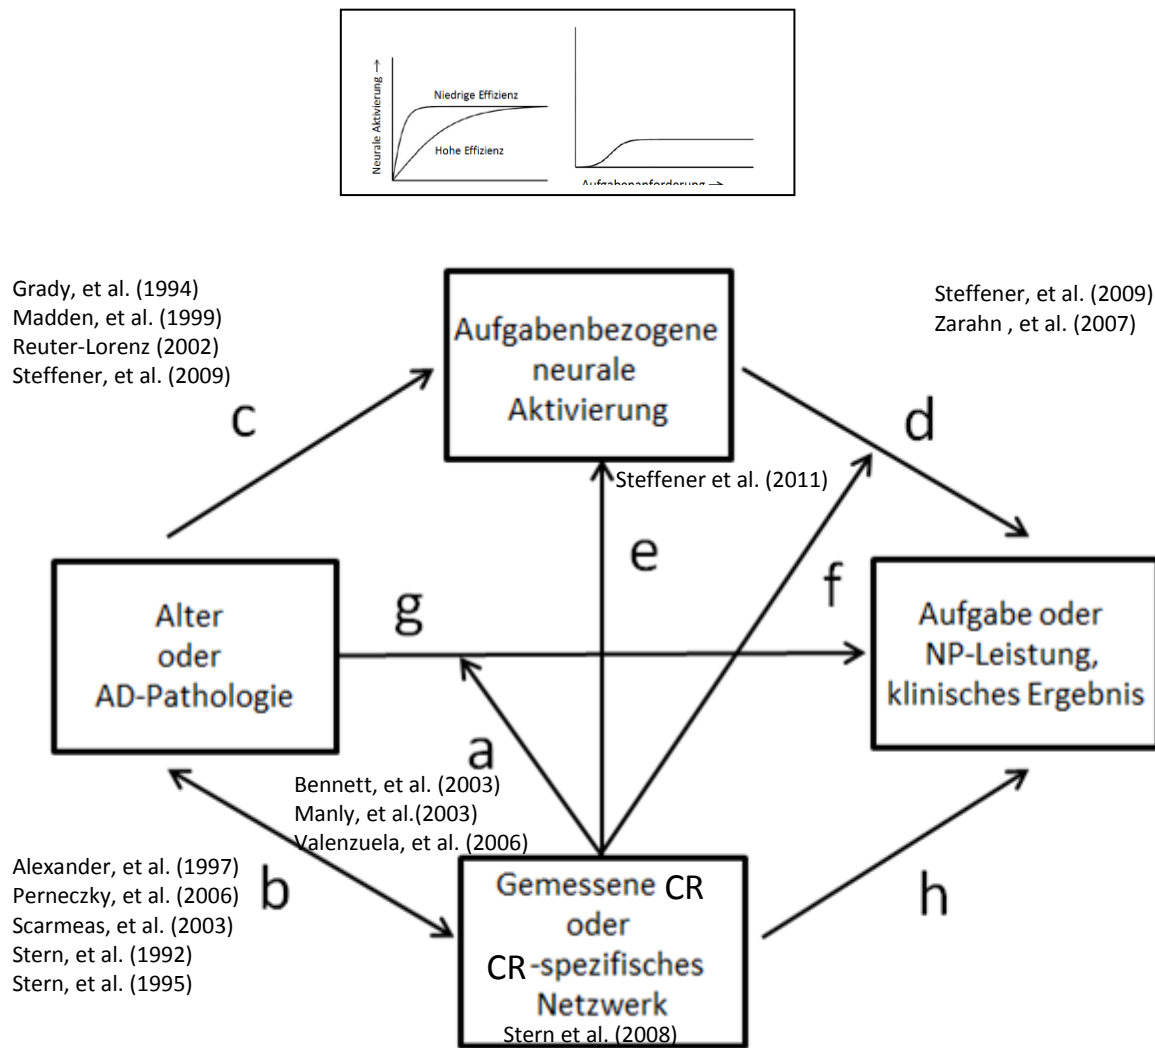 Neurale Aktivierung →
Niedrige Effizienz
Hohe Effizienz
Aufgabenanforderung →
Grady, et al. (1994)
Madden, et al. (1999)
Reuter-Lorenz (2002)
Steffener, et al. (2009)
Steffener, et al. (2009)
Zarahn , et al. (2007)
Aufgabenbezogene
neurale
Aktivierung
c
d
Steffener et al. (2011)
e
f
Alter
oder
AD-Pathologie
g
Aufgabe oder
NP-Leistung,
klinisches Ergebnis
a
Bennett, et al. (2003)
Manly, et al.(2003)
Valenzuela, et al. (2006)
Alexander, et al. (1997)
Perneczky, et al. (2006)
Scarmeas, et al. (2003)
Stern, et al. (1992)
Stern, et al. (1995)
b
Gemessene CR
oder
CR-spezifisches
Netzwerk
Stern et al. (2008)
h